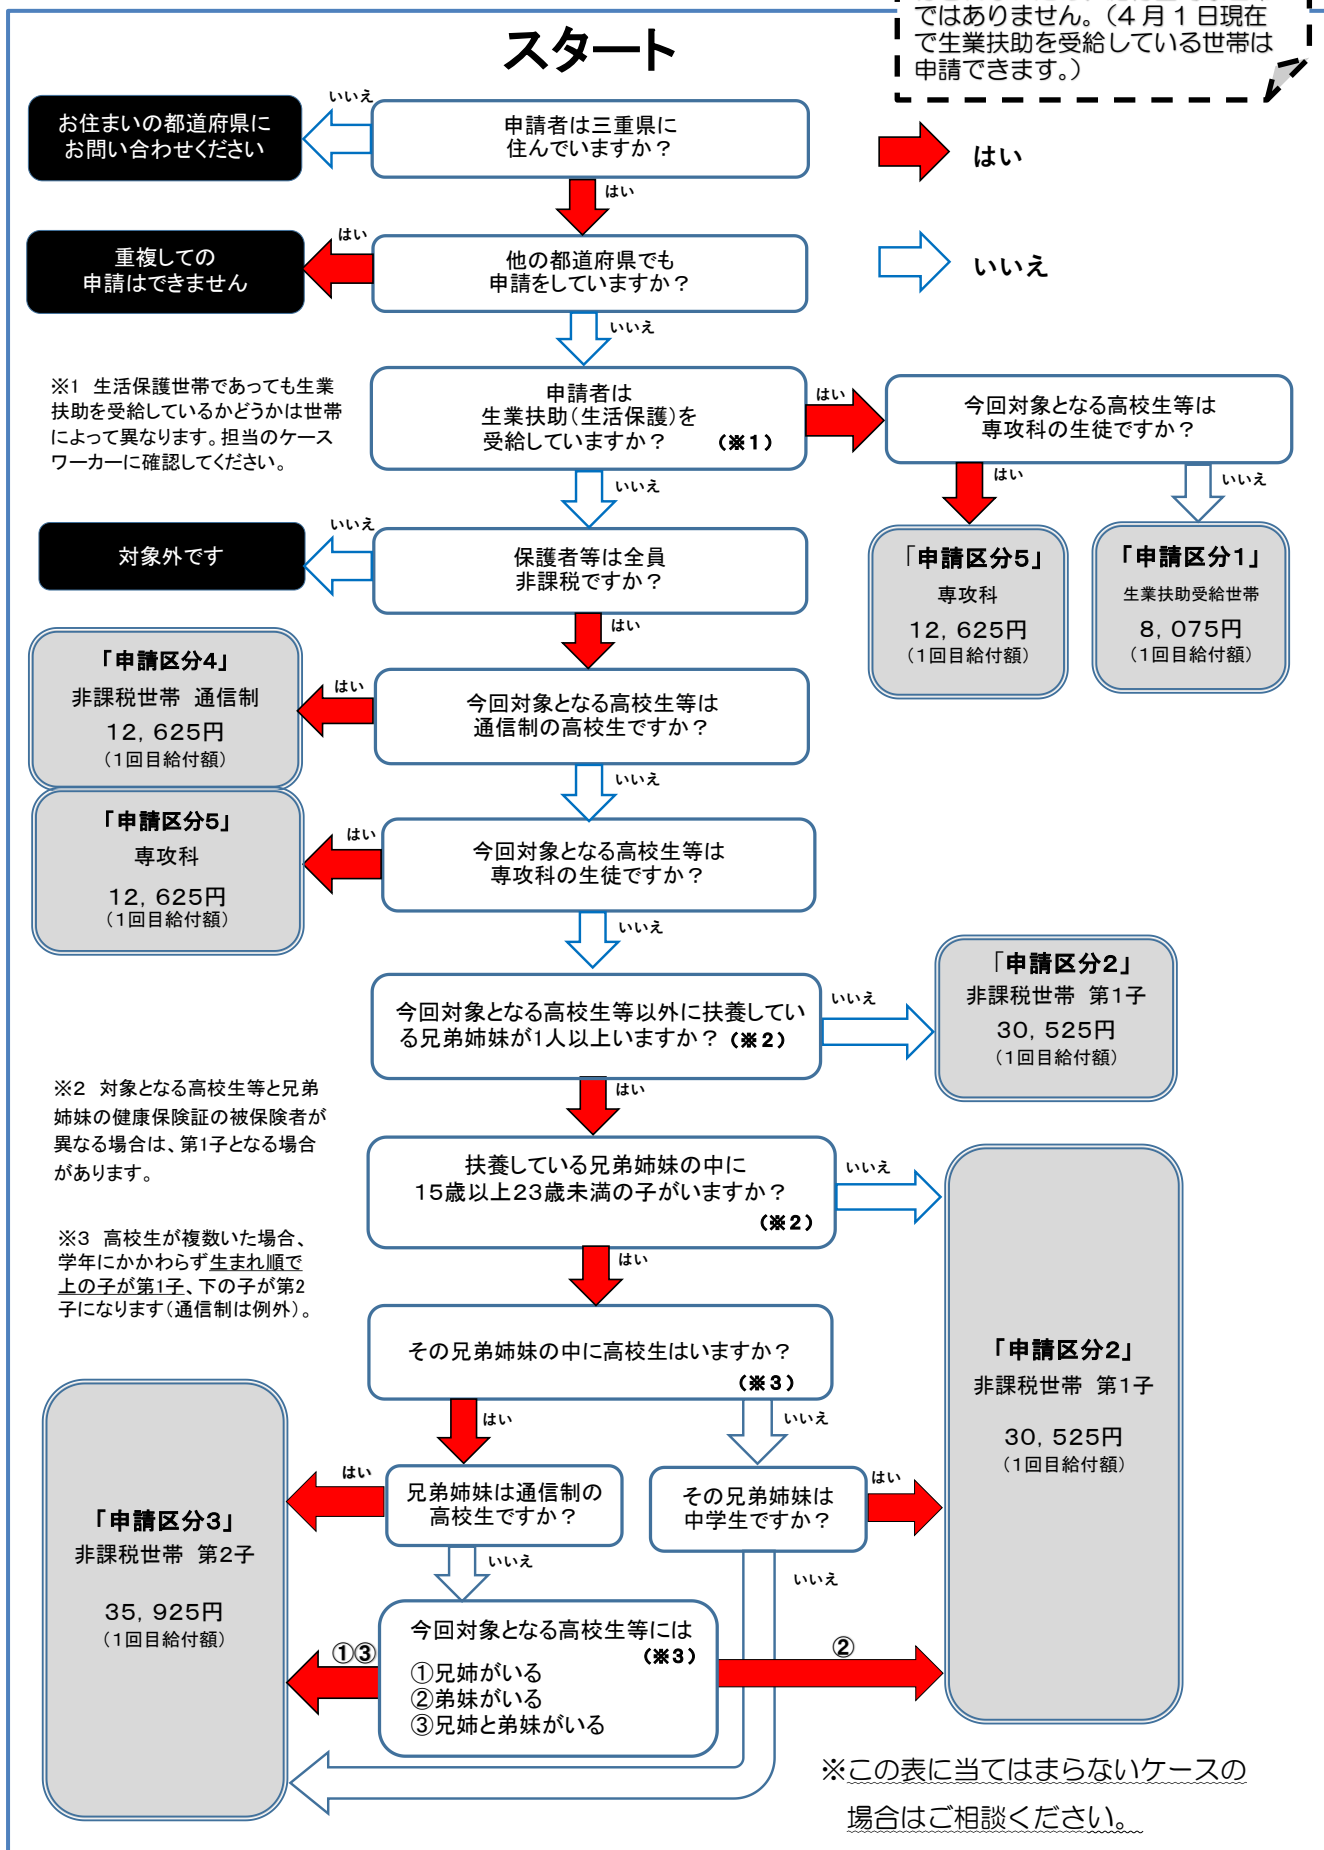 ではありません。（４月１日現在
で生業扶助を受給している世帯は
申請できます。）
スタート
はい
いいえ
申請者は三重県に
住んでいますか？
いいえ
お住まいの都道府県に
お問い合わせください
はい
他の都道府県でも
申請をしていますか？
はい
重複しての
申請はできません
いいえ
※1 生活保護世帯であっても生業
扶助を受給しているかどうかは世帯
によって異なります。担当のケース
ワーカーに確認してください。
申請者は
生業扶助（生活保護）を
受給していますか？ （※1）
はい
今回対象となる高校生等は
専攻科の生徒ですか？
はい
いいえ
「申請区分5」
専攻科
12，625円
（1回目給付額）
「申請区分1」
生業扶助受給世帯
8，075円
（1回目給付額）
いいえ
保護者等は全員
非課税ですか？
いいえ
対象外です
はい
今回対象となる高校生等は
通信制の高校生ですか？
はい
「申請区分4」
非課税世帯 通信制
12，625円
（1回目給付額）
いいえ
今回対象となる高校生等は
専攻科の生徒ですか？
はい
「申請区分5」
専攻科
12，625円
（1回目給付額）
いいえ
今回対象となる高校生等以外に扶養してい
る兄弟姉妹が1人以上いますか？（※2）
いいえ
「申請区分2」
非課税世帯 第1子
30，525円
（1回目給付額）
はい
※2 対象となる高校生等と兄弟
姉妹の健康保険証の被保険者が
異なる場合は、第1子となる場合
があります。
扶養している兄弟姉妹の中に
15歳以上23歳未満の子がいますか？
（※2）
いいえ
はい
※3 高校生が複数いた場合、
学年にかかわらず生まれ順で
上の子が第1子、下の子が第2
子になります（通信制は例外）。
その兄弟姉妹の中に高校生はいますか？
（※3）
はい
いいえ
「申請区分2」
非課税世帯 第1子
30，525円
（1回目給付額）
兄弟姉妹は通信制の
高校生ですか？
はい
いいえ
その兄弟姉妹は
中学生ですか？
はい
いいえ
「申請区分3」
非課税世帯 第2子
35，925円
（1回目給付額）
今回対象となる高校生等には
（※3）
①兄姉がいる
②弟妹がいる
③兄姉と弟妹がいる
①③
②
※この表に当てはまらないケースの
場合はご相談ください。